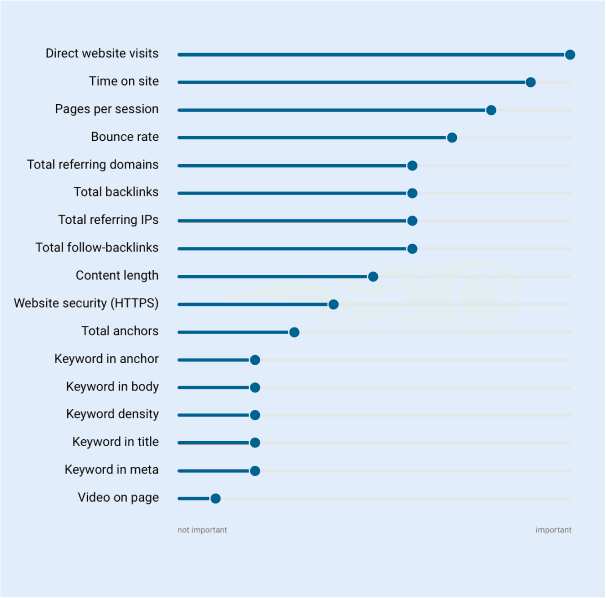 Direct website visits
Time on site
Pages per session
Bounce rate
Total referring domains
Total backlinks
Total referring IPs
Total follow-backlinks
Content length
Website security (HTTPS)
Total anchors
Keyword in anchor
Keyword in body
Keyword density
Keyword in title
Keyword in meta
Video on page
not important important